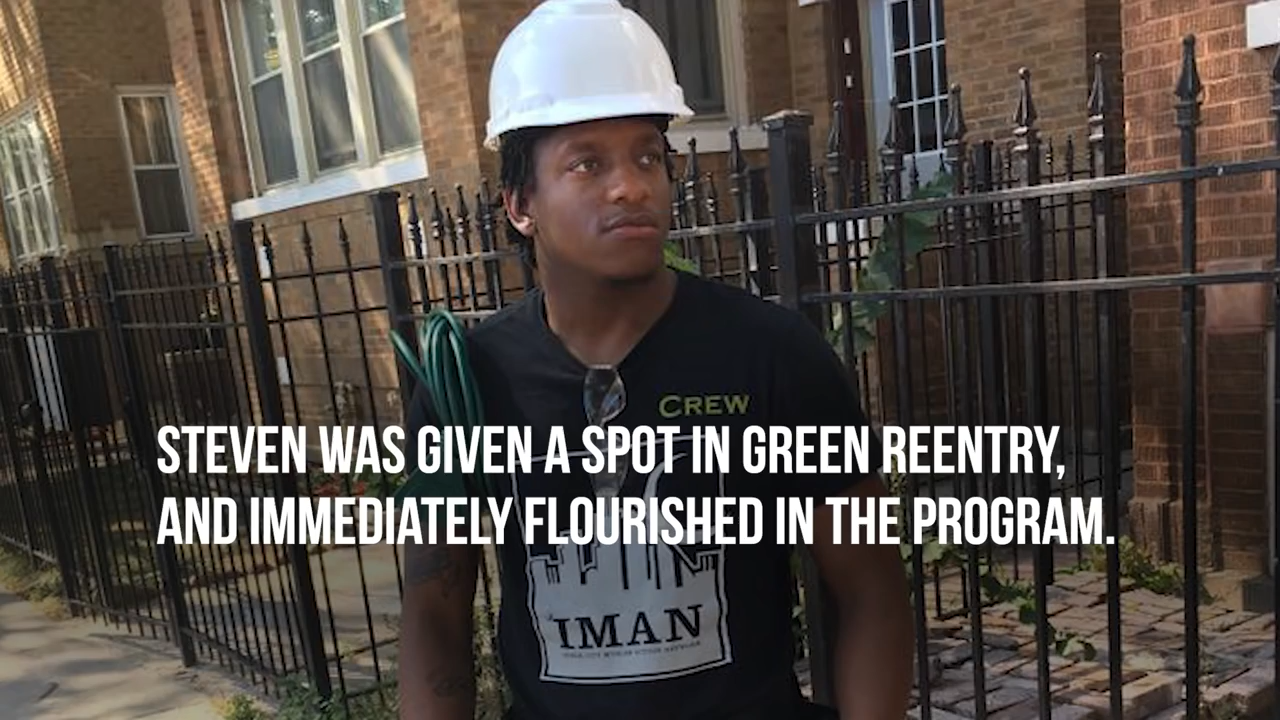 CREW
STEVEN WAS GIVEN A SPOT IN GREEN REENTRY,
AND IMMEDIATELY FLOURISHED IN THE PROGRAM.
IMAN